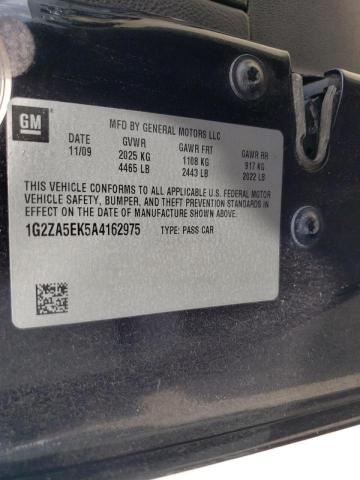 GM
MFD BY GENERAL MOTORS LLC
DATE GVWR GAWR FRT GAWR RR
11/09 2025 KG 1108 KG 917 KG
4465 LB 2443 LB 2022 LB
THIS VEHICLE CONFORMS TO ALL APPLICABLE U.S. FEDERAL MOTOR
VEHICLE SAFETY, BUMPER, AND THEFT PREVENTION STANDARDS
IN EFFECT ON THE DATE OF MANUFACTURE SHOWN ABOVE.
1G2ZA5EK5A4162975 TYPE: PASS CAR